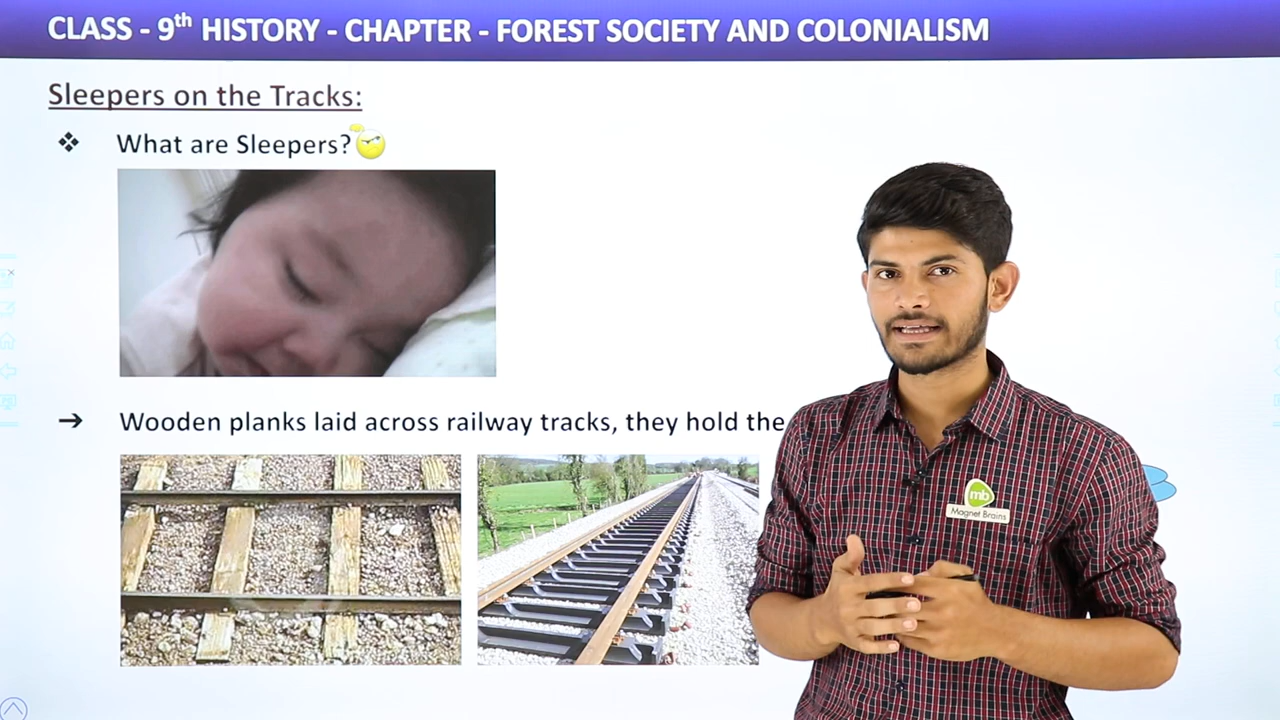 CLASS - 9th HISTORY - CHAPTER - FOREST SOCIETY AND COLONIALISM
Sleepers on the Tracks:
❖ What are Sleepers?
→ Wooden planks laid across railway tracks, they hold the
mb
Magnet Brains